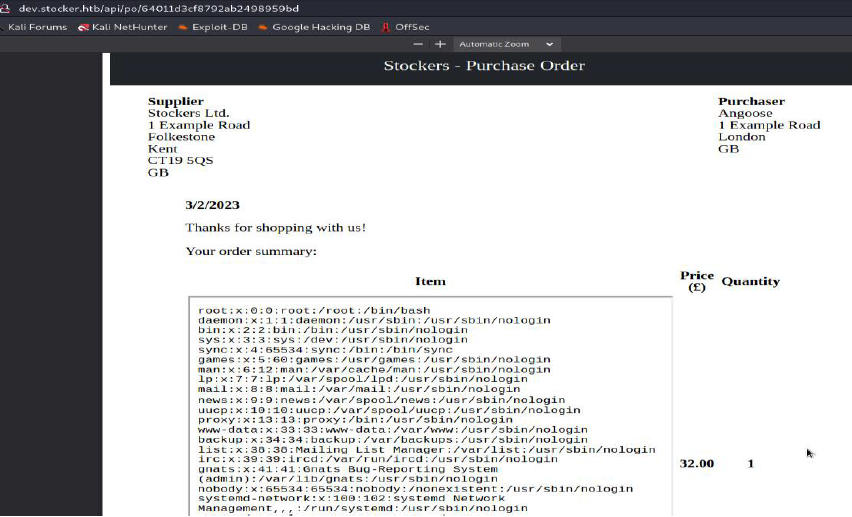 dev.stocker.htb/api/po/64011d3cf8792ab2498959bd
Kali Forums Kali NetHunter Exploit-DB Google Hacking DB OffSec
— + Automatic Zoom
Stockers - Purchase Order
Supplier
Stockers Ltd.
1 Example Road
Folkestone
Kent
CT19 5QS
GB
Purchaser
Angoose
1 Example Road
London
GB
3/2/2023
Thanks for shopping with us!
Your order summary:
Item Price (£) Quantity
root:x:0:0:root:/root:/bin/bash
daemon:x:1:1:daemon:/usr/sbin:/usr/sbin/nologin
bin:x:2:2:bin:/bin:/usr/sbin/nologin
sys:x:3:3:sys:/dev:/usr/sbin/nologin
sync:x:4:65534:sync:/bin:/bin/sync
games:x:5:60:games:/usr/games:/usr/sbin/nologin
man:x:6:12:man:/var/cache/man:/usr/sbin/nologin
lp:x:7:7:lp:/var/spool/lpd:/usr/sbin/nologin
mail:x:8:8:mail:/var/mail:/usr/sbin/nologin
news:x:9:9:news:/var/spool/news:/usr/sbin/nologin
uucp:x:10:10:uucp:/var/spool/uucp:/usr/sbin/nologin
proxy:x:13:13:proxy:/bin:/usr/sbin/nologin
www-data:x:33:33:www-data:/var/www:/usr/sbin/nologin
backup:x:34:34:backup:/var/backups:/usr/sbin/nologin
list:x:38:38:Mailing List Manager:/var/list:/usr/sbin/nologin
irc:x:39:39:ircd:/var/run/ircd:/usr/sbin/nologin
gnats:x:41:41:Gnats Bug-Reporting System
(admin):/var/lib/gnats:/usr/sbin/nologin
nobody:x:65534:65534:nobody:/nonexistent:/usr/sbin/nologin
systemd-network:x:100:102:systemd Network
Management,,,:/run/systemd:/usr/sbin/nologin
32.00 1